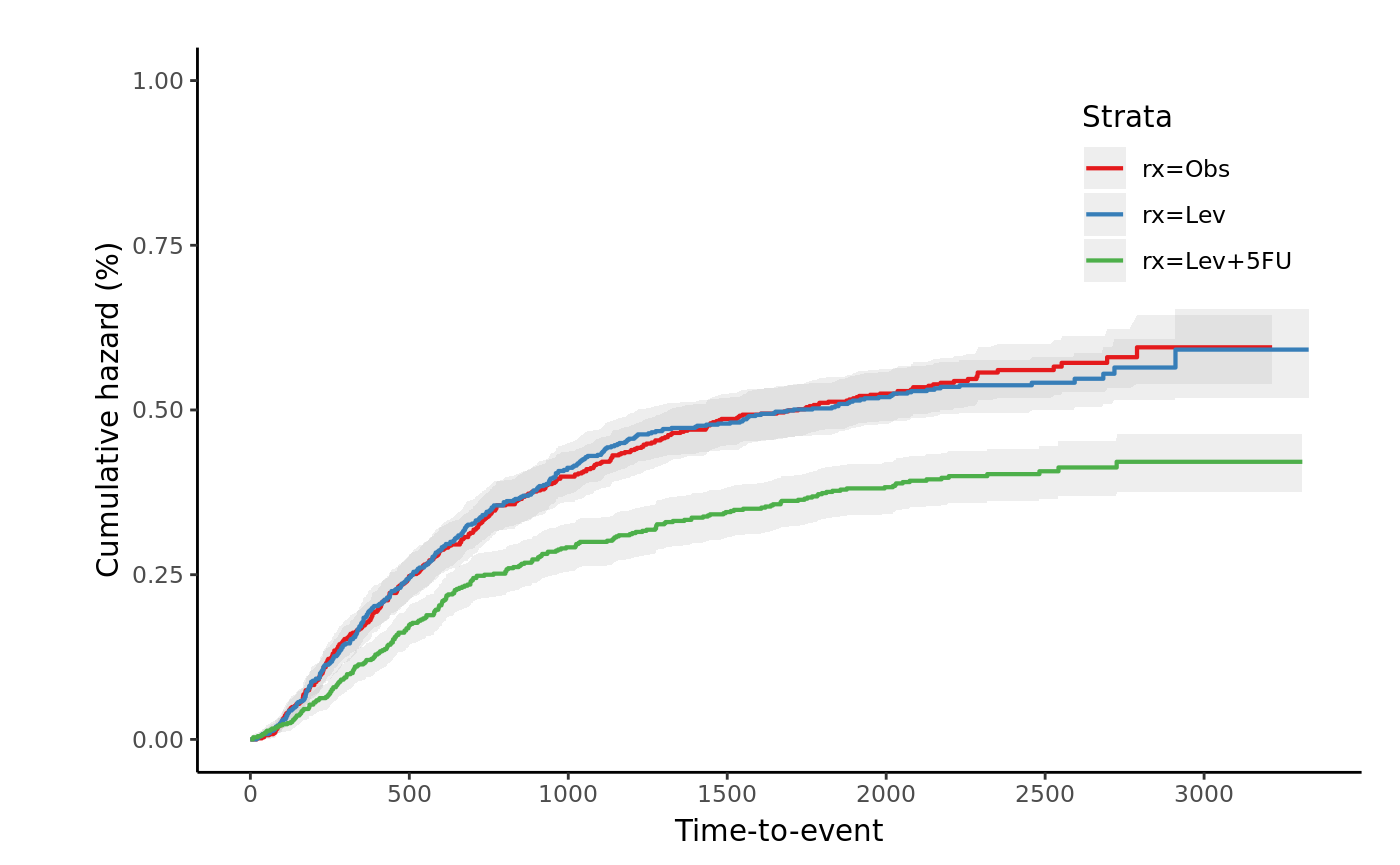 1.00
0.75
0.50
0.25
0.00
Cumulative hazard (%)
Strata
rx=Obs
rx=Lev
rx=Lev+5FU
0 500 1000 1500 2000 2500 3000
Time-to-event